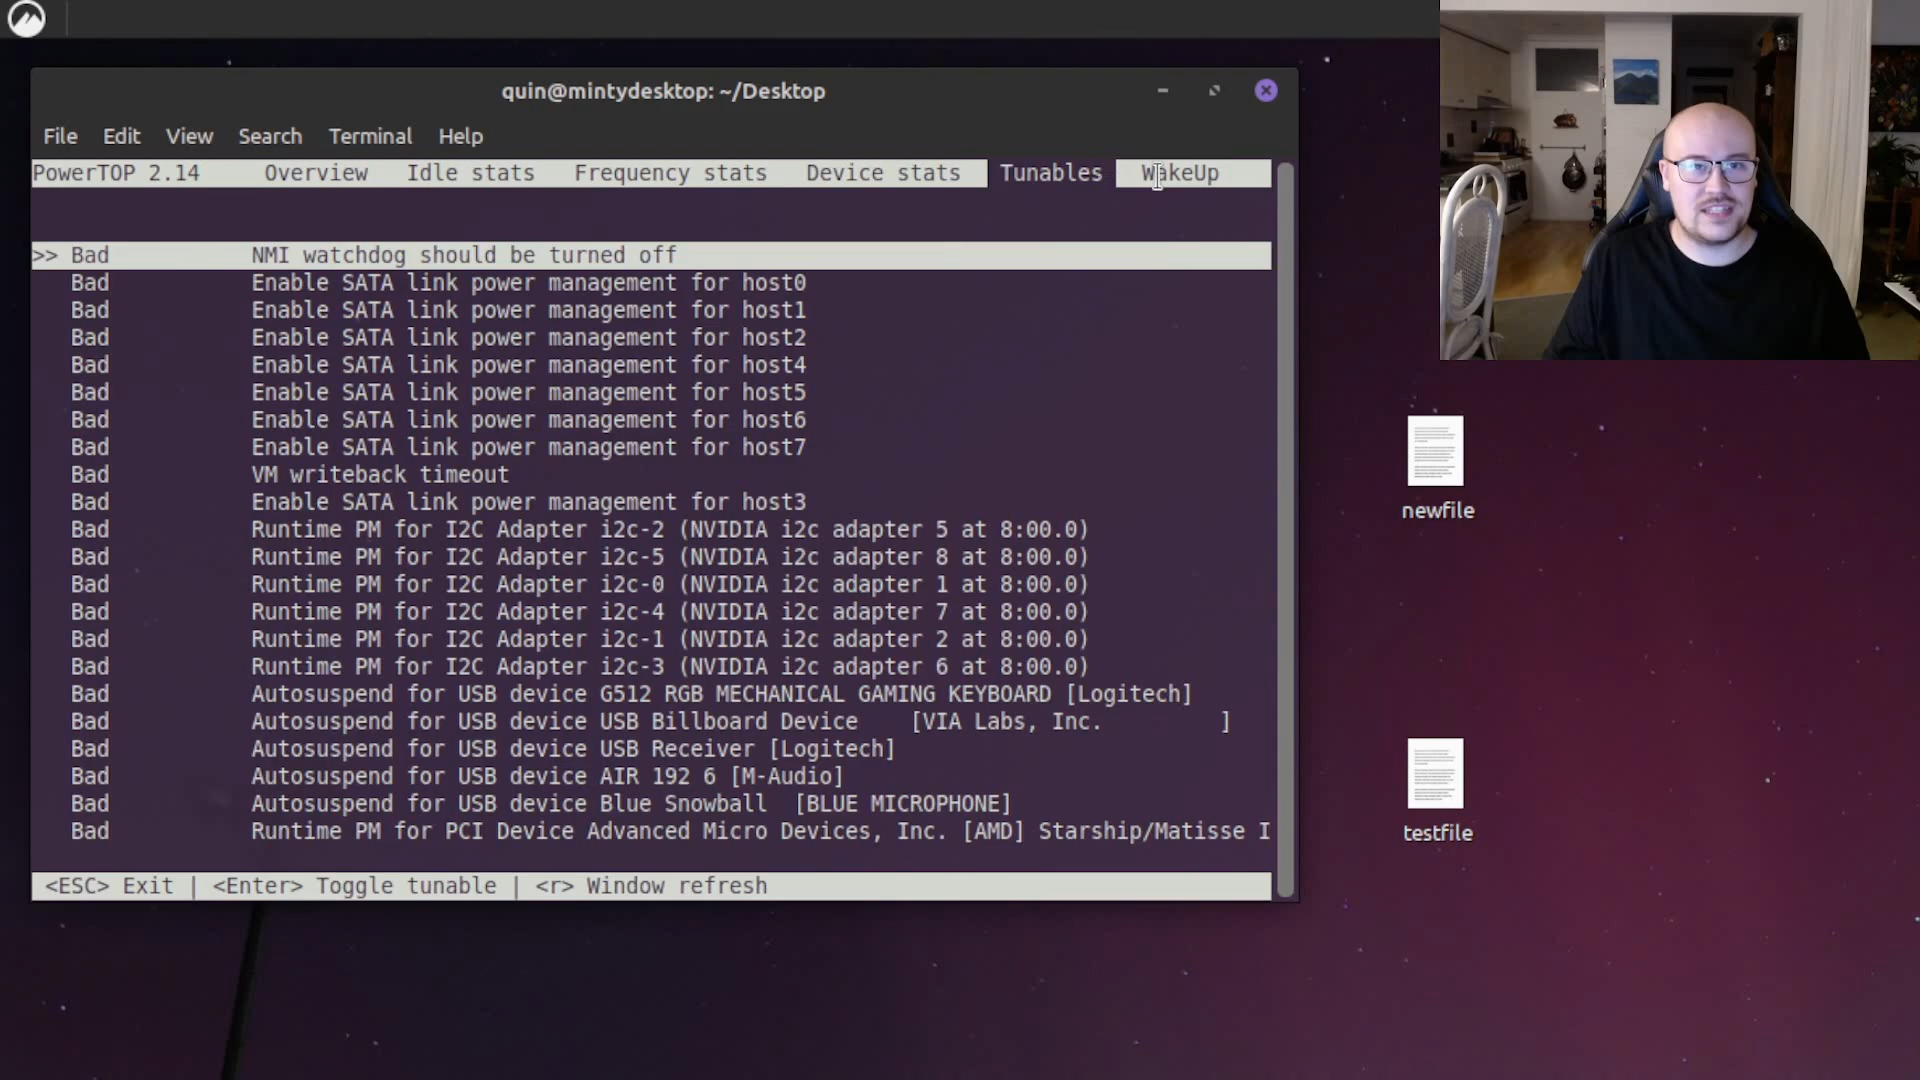 quin@mintydesktop: ~/Desktop
File Edit View Search Terminal Help
PowerTOP 2.14 Overview Idle stats Frequency stats Device stats Tunables WakeUp
>> Bad NMI watchdog should be turned off
Bad Enable SATA link power management for host0
Bad Enable SATA link power management for host1
Bad Enable SATA link power management for host2
Bad Enable SATA link power management for host4
Bad Enable SATA link power management for host5
Bad Enable SATA link power management for host6
Bad Enable SATA link power management for host7
Bad VM writeback timeout
Bad Enable SATA link power management for host3
Bad Runtime PM for I2C Adapter i2c-2 (NVIDIA i2c adapter 5 at 8:00.0)
Bad Runtime PM for I2C Adapter i2c-5 (NVIDIA i2c adapter 8 at 8:00.0)
Bad Runtime PM for I2C Adapter i2c-0 (NVIDIA i2c adapter 1 at 8:00.0)
Bad Runtime PM for I2C Adapter i2c-4 (NVIDIA i2c adapter 7 at 8:00.0)
Bad Runtime PM for I2C Adapter i2c-1 (NVIDIA i2c adapter 2 at 8:00.0)
Bad Runtime PM for I2C Adapter i2c-3 (NVIDIA i2c adapter 6 at 8:00.0)
Bad Autosuspend for USB device G512 RGB MECHANICAL GAMING KEYBOARD [Logitech]
Bad Autosuspend for USB device USB Billboard Device [VIA Labs, Inc. ]
Bad Autosuspend for USB device USB Receiver [Logitech]
Bad Autosuspend for USB device AIR 192 6 [M-Audio]
Bad Autosuspend for USB device Blue Snowball [BLUE MICROPHONE]
Bad Runtime PM for PCI Device Advanced Micro Devices, Inc. [AMD] Starship/Matisse I
<ESC> Exit | <Enter> Toggle tunable | <r> Window refresh
newfile
testfile